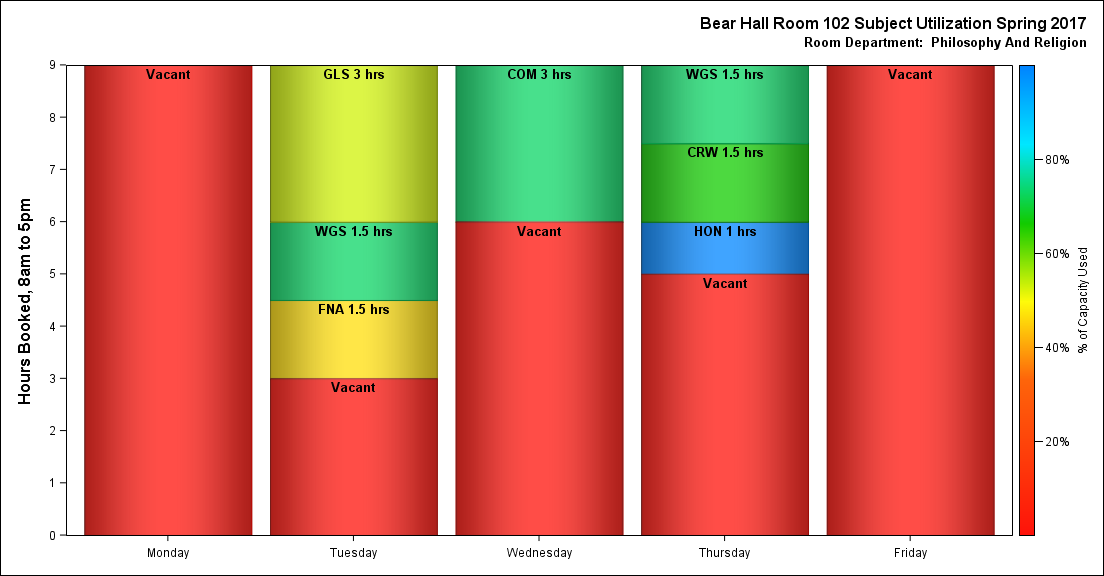 Bear Hall Room 102 Subject Utilization Spring 2017
Room Department:  Philosophy And Religion
Hours Booked, 8am to 5pm
9
8
7
6
5
4
3
2
1
0
Vacant
GLS 3 hrs
WGS 1.5 hrs
FNA 1.5 hrs
Vacant
COM 3 hrs
Vacant
WGS 1.5 hrs
CRW 1.5 hrs
HON 1 hrs
Vacant
Vacant
Monday
Tuesday
Wednesday
Thursday
Friday
80%
60%
40%
20%
% of Capacity Used